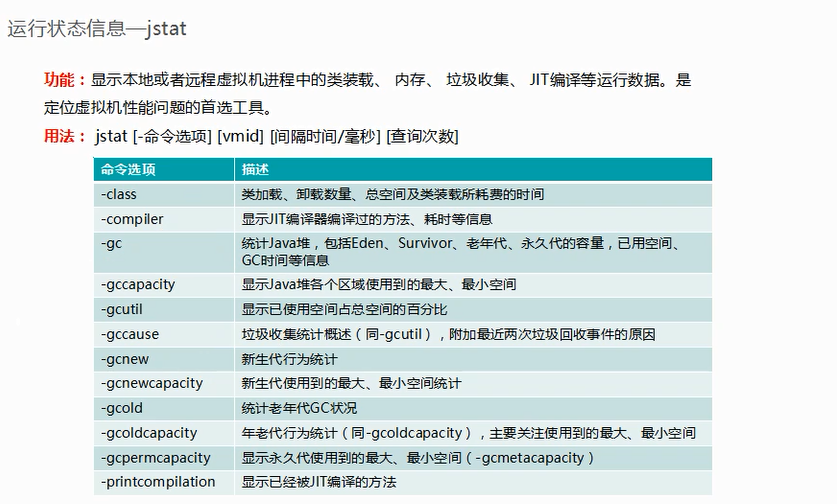 运行状态信息—jstat
功能：显示本地或者远程虚拟机进程中的类装载、 内存、 垃圾收集、 JIT编译等运行数据。是
定位虚拟机性能问题的首选工具。
用法： jstat [-命令选项] [vmid] [间隔时间/毫秒] [查询次数]
命令选项 描述
-class 类加载、卸载数量、总空间及类装载所耗费的时间
-compiler 显示JIT编译器编译过的方法、耗时等信息
-gc 统计Java堆，包括Eden、Survivor、老年代、永久代的容量，已用空间、
GC时间等信息
-gccapacity 显示Java堆各个区域使用到的最大、最小空间
-gcutil 显示已使用空间占总空间的百分比
-gccause 垃圾收集统计概述（同-gcutil），附加最近两次垃圾回收事件的原因
-gcnew 新生代行为统计
-gcnewcapacity 新生代使用到的最大、最小空间统计
-gcold 统计老年代GC状况
-gcoldcapacity 年老代行为统计（同-gcoldcapacity），主要关注使用到的最大、最小空间
-gcpermcapacity 显示永久代使用到的最大、最小空间（-gcmetacapacity）
-printcompilation 显示已经被JIT编译的方法